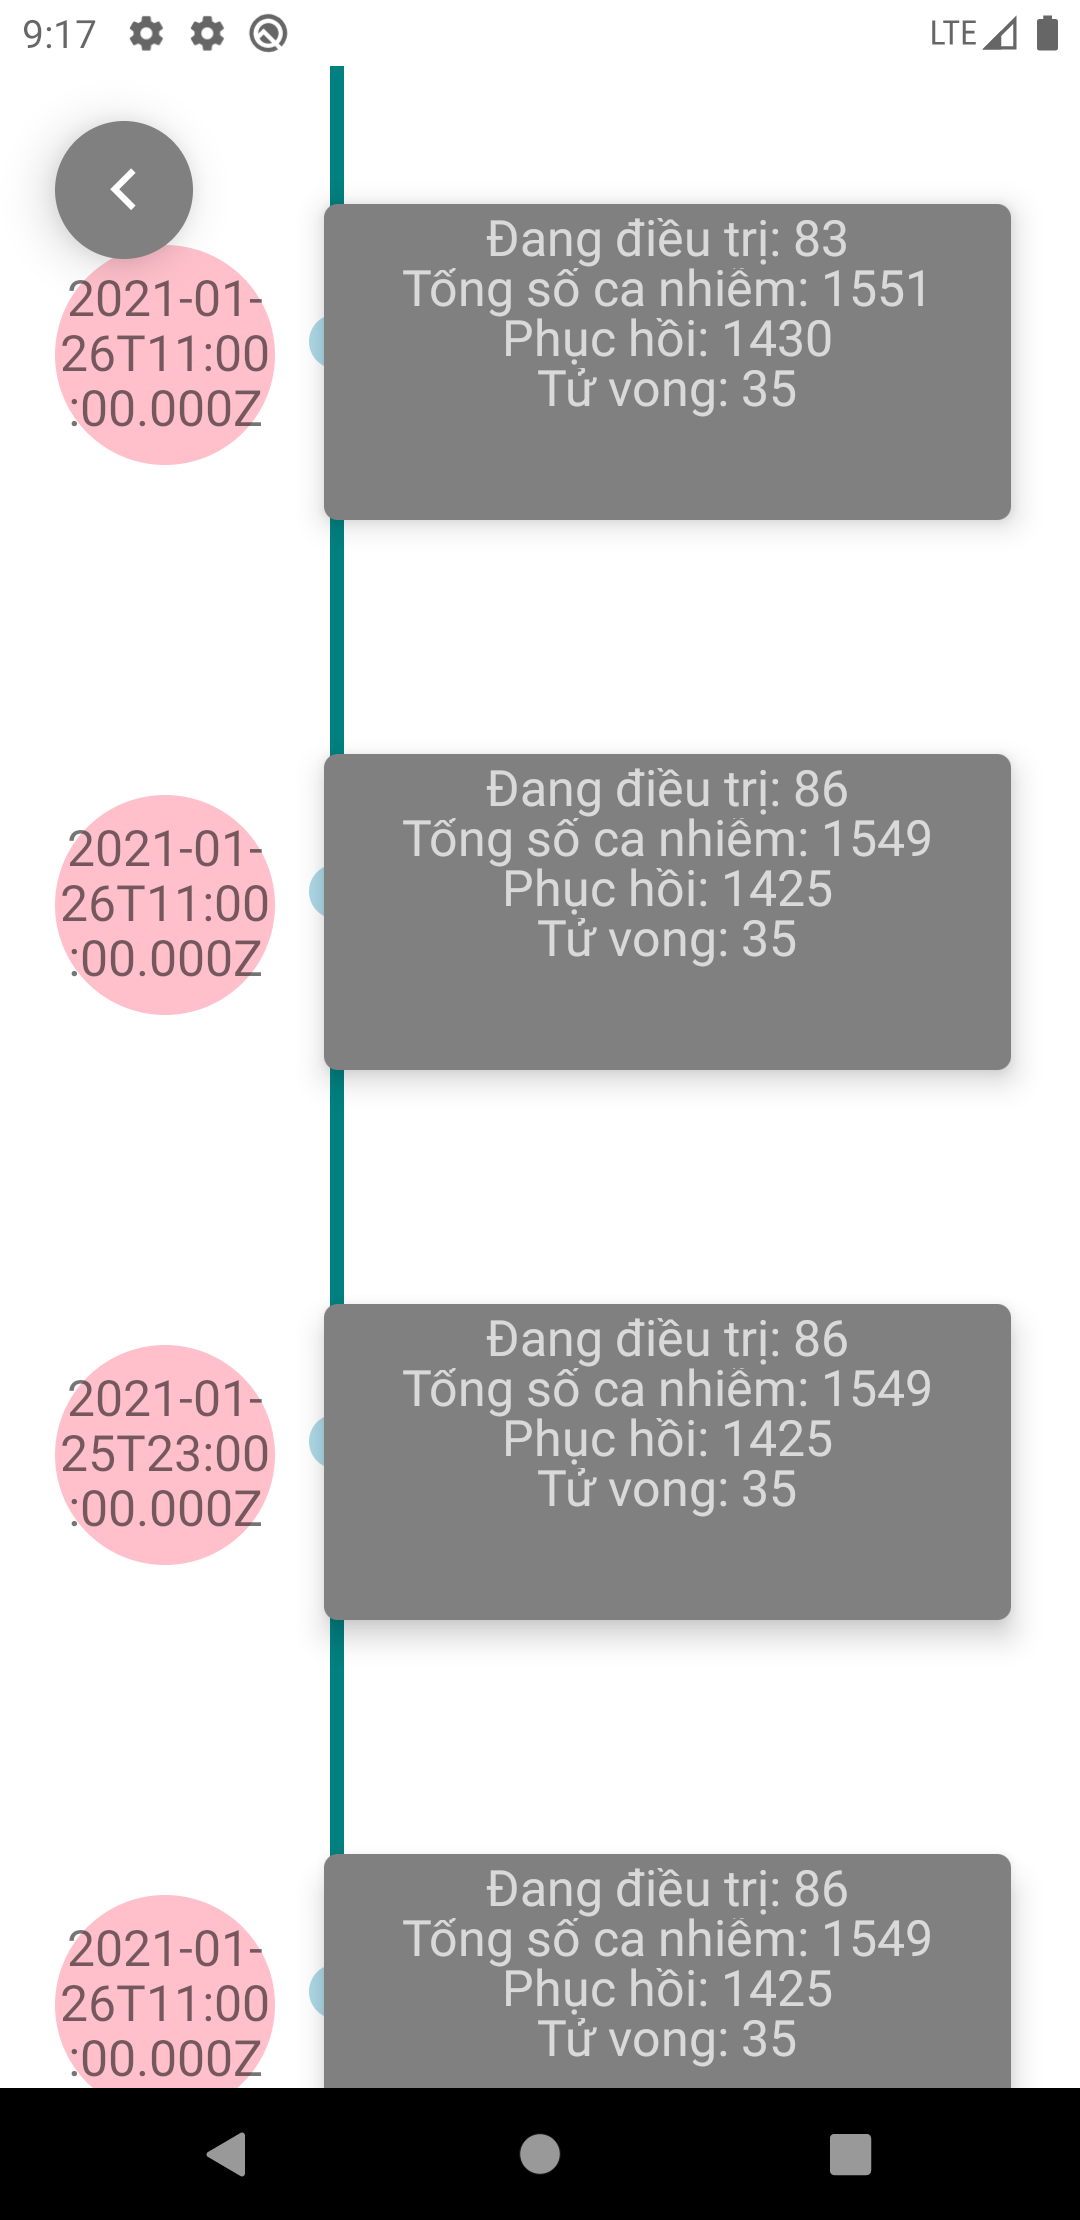 9:17
LTE
2021-01-
26T11:00
:00.000Z
Đang điều trị: 83
Tổng số ca nhiễm: 1551
Phục hồi: 1430
Tử vong: 35
2021-01-
26T11:00
:00.000Z
Đang điều trị: 86
Tổng số ca nhiễm: 1549
Phục hồi: 1425
Tử vong: 35
2021-01-
25T23:00
:00.000Z
Đang điều trị: 86
Tổng số ca nhiễm: 1549
Phục hồi: 1425
Tử vong: 35
2021-01-
26T11:00
:00.000Z
Đang điều trị: 86
Tổng số ca nhiễm: 1549
Phục hồi: 1425
Tử vong: 35